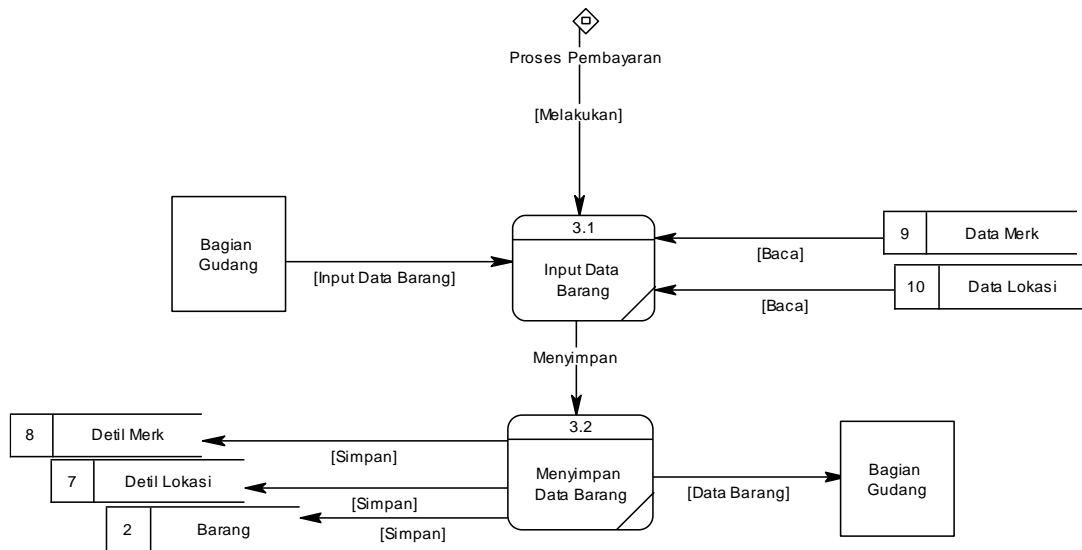 Proses Pembayaran
[Melakukan]
3.1
Bagian
Gudang
[Input Data Barang]
Input Data
Barang
9
Data Merk
[Baca]
10
Data Lokasi
[Baca]
Menyimpan
3.2
8
Detil Merk
[Simpan]
7
Detil Lokasi
[Simpan]
2
Barang
[Simpan]
Menyimpan
Data Barang
[Data Barang]
Bagian
Gudang